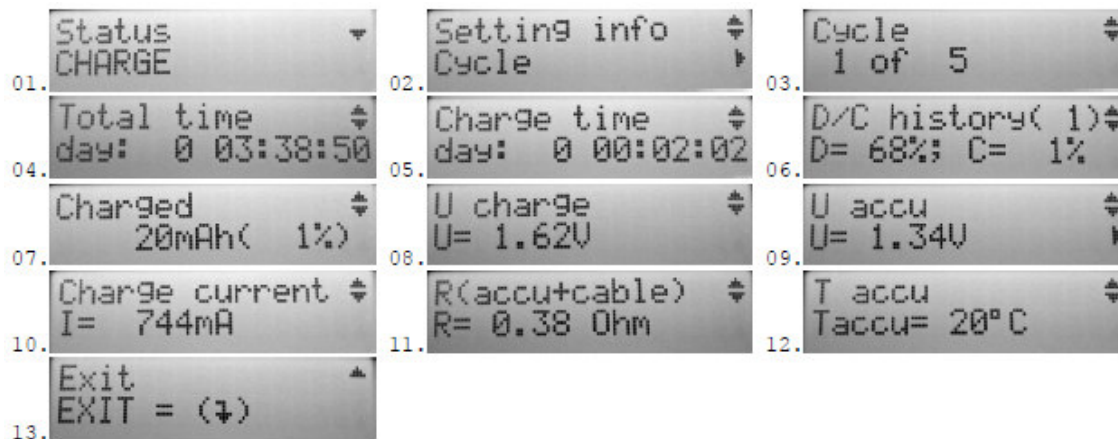 Status
CHARGE
01.
Setting info
Cycle
02.
Cycle
1 of 5
03.
Total time
day: 0 03:38:50
04.
Charge time
day: 0 00:02:02
05.
D/C history( 1)
D= 68%; C= 1%
06.
Charged
20mAh( 1%)
07.
U charge
U= 1.62V
08.
U accu
U= 1.34V
09.
Charge current
I= 744mA
10.
R(accu+cable)
R= 0.38 Ohm
11.
T accu
Taccu= 20°C
12.
Exit
EXIT = (↴)
13.